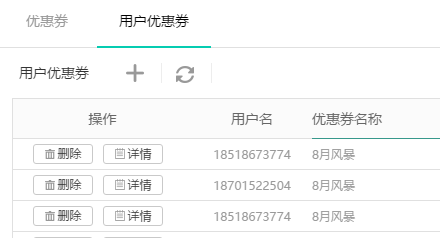 优惠券 用户优惠券
用户优惠券
操作 用户名 优惠券名称
删除 详情 18518673774 8月风暴
删除 详情 18701522504 8月风暴
删除 详情 18518673774 8月风暴